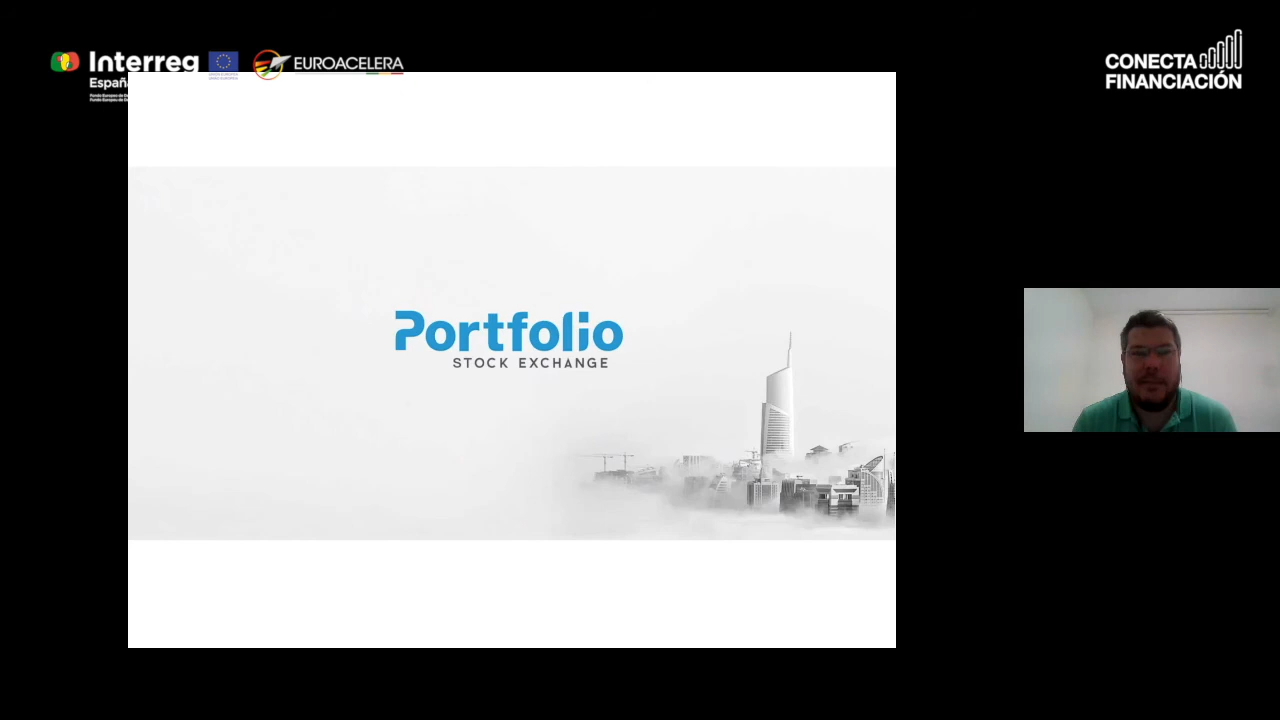 Interreg
España
EUROACELERA
CONECTA
FINANCIACIÓN
Portfolio
STOCK EXCHANGE